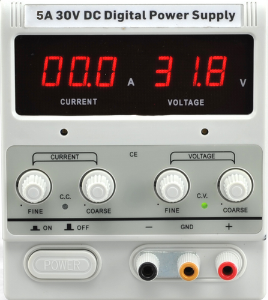 5A 30V DC Digital Power Supply
00.0 A 31.8 V
CURRENT VOLTAGE
CURRENT CE VOLTAGE
C.C. C.V.
FINE COARSE FINE COARSE
ON OFF − GND +
POWER